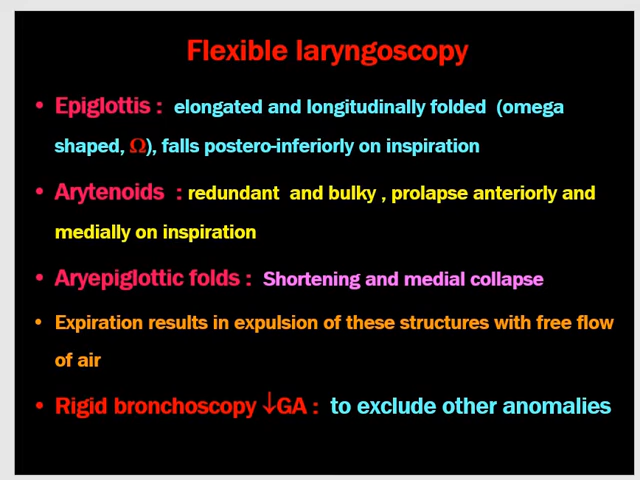 Flexible laryngoscopy
• Epiglottis : elongated and longitudinally folded (omega
shaped, Ω), falls postero-inferiorly on inspiration
• Arytenoids : redundant and bulky , prolapse anteriorly and
medially on inspiration
• Aryepiglottic folds : Shortening and medial collapse
• Expiration results in expulsion of these structures with free flow
of air
• Rigid bronchoscopy ↓GA : to exclude other anomalies